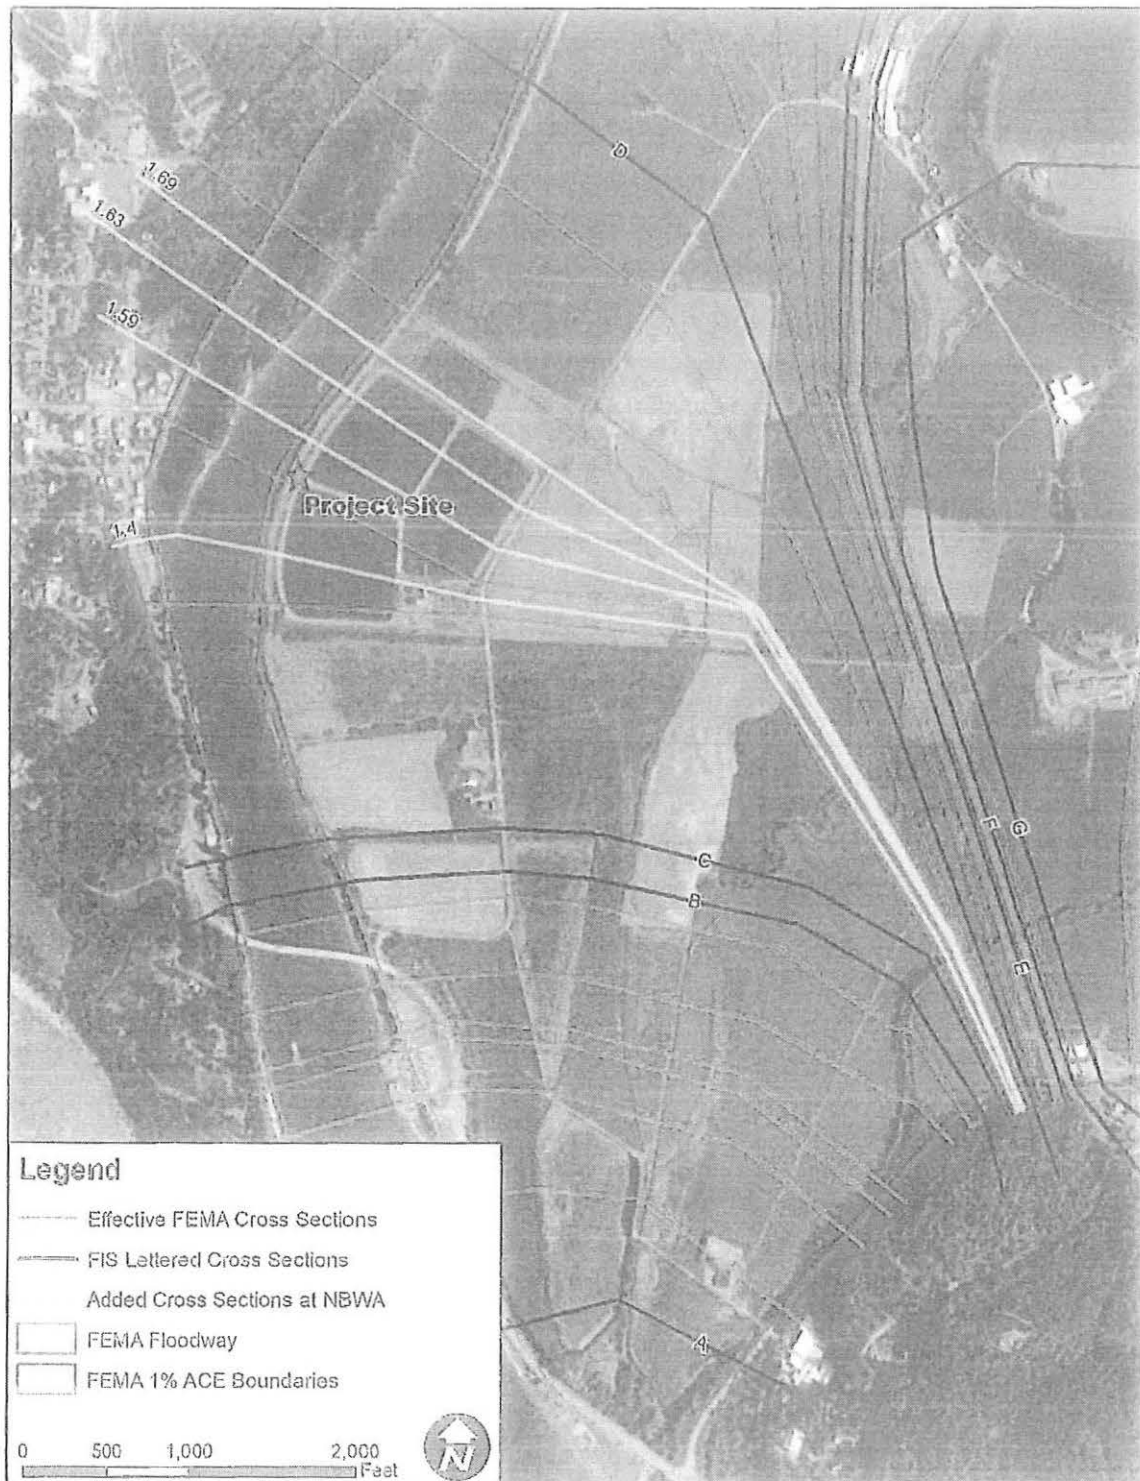 D
1.69
1.63
1.59
Project Site
1.4
F
G
C
B
E
Legend
Effective FEMA Cross Sections
FIS Lettered Cross Sections
Added Cross Sections at NBWA
FEMA Floodway
FEMA 1% ACE Boundaries
A
0 500 1,000 2,000
Feet
N